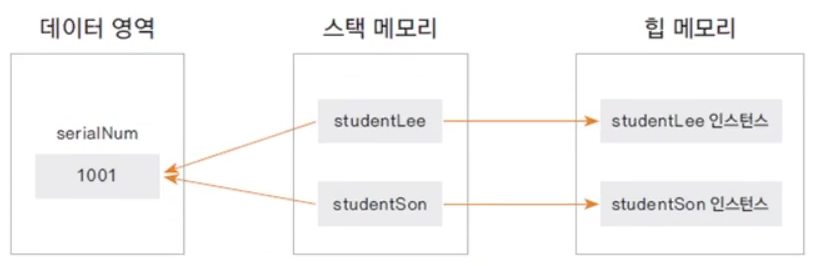 데이터 영역
스택 메모리
힙 메모리
serialNum
1001
studentLee
studentSon
studentLee 인스턴스
studentSon 인스턴스